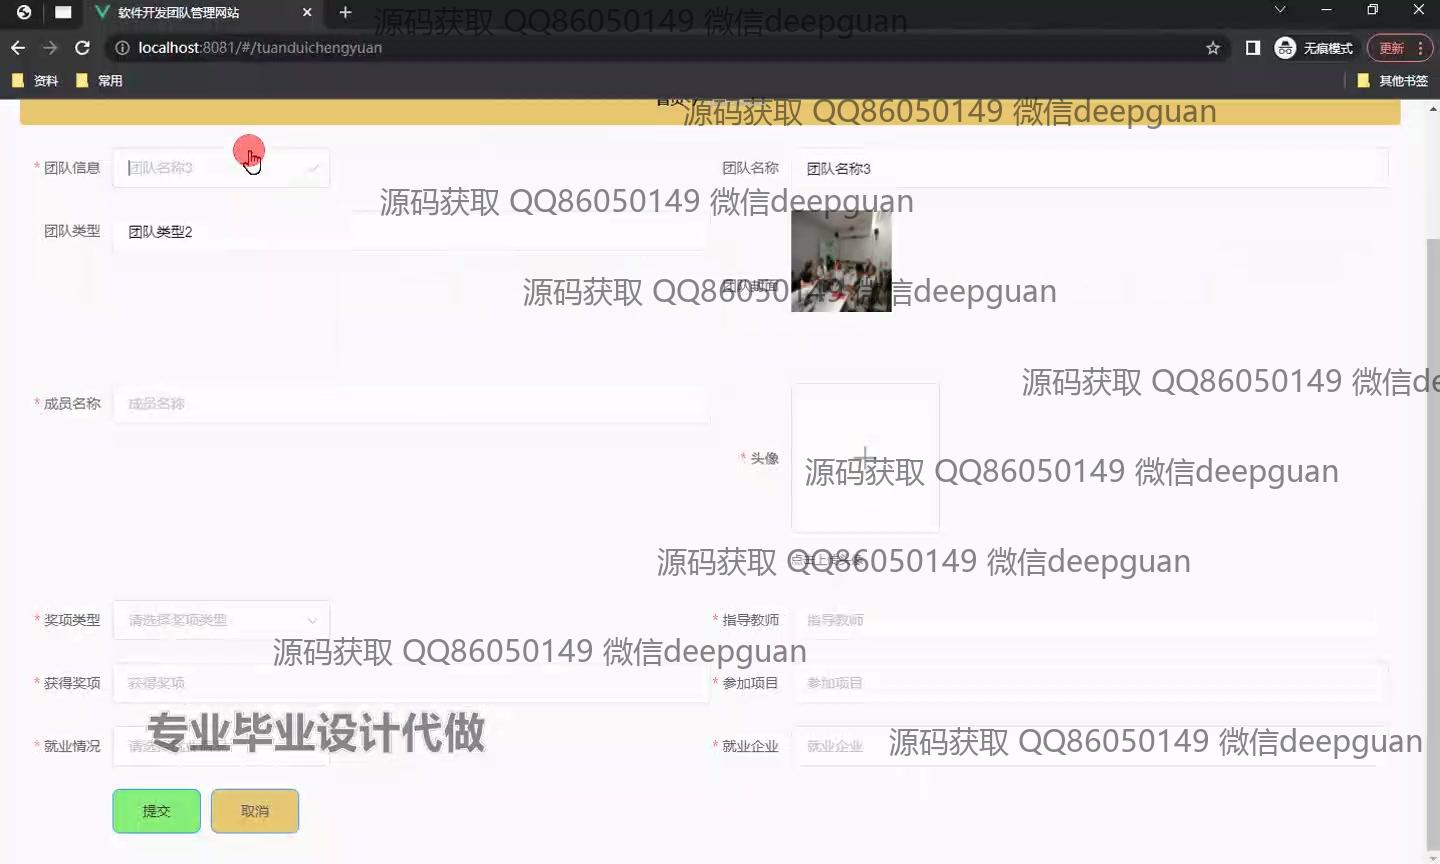 软件开发团队管理网站
源码获取 QQ86050149 微信deepguan
localhost:8081/#/tuanduichengyuan
无痕模式
更新
资料
常用
其他书签
源码获取 QQ86050149 微信deepguan
* 团队信息
团队名称3
团队名称
团队名称3
源码获取 QQ86050149 微信deepguan
团队类型
团队类型2
团队封面
源码获取 QQ86050149 微信deepguan
源码获取 QQ86050149 微信de
* 成员名称
成员名称
* 头像
源码获取 QQ86050149 微信deepguan
点击上传头像
源码获取 QQ86050149 微信deepguan
* 奖项类型
请选择奖项类型
* 指导教师
指导教师
源码获取 QQ86050149 微信deepguan
* 获得奖项
获得奖项
* 参加项目
参加项目
专业毕业设计代做
* 就业情况
* 就业企业
就业企业
源码获取 QQ86050149 微信deepguan
提交
取消